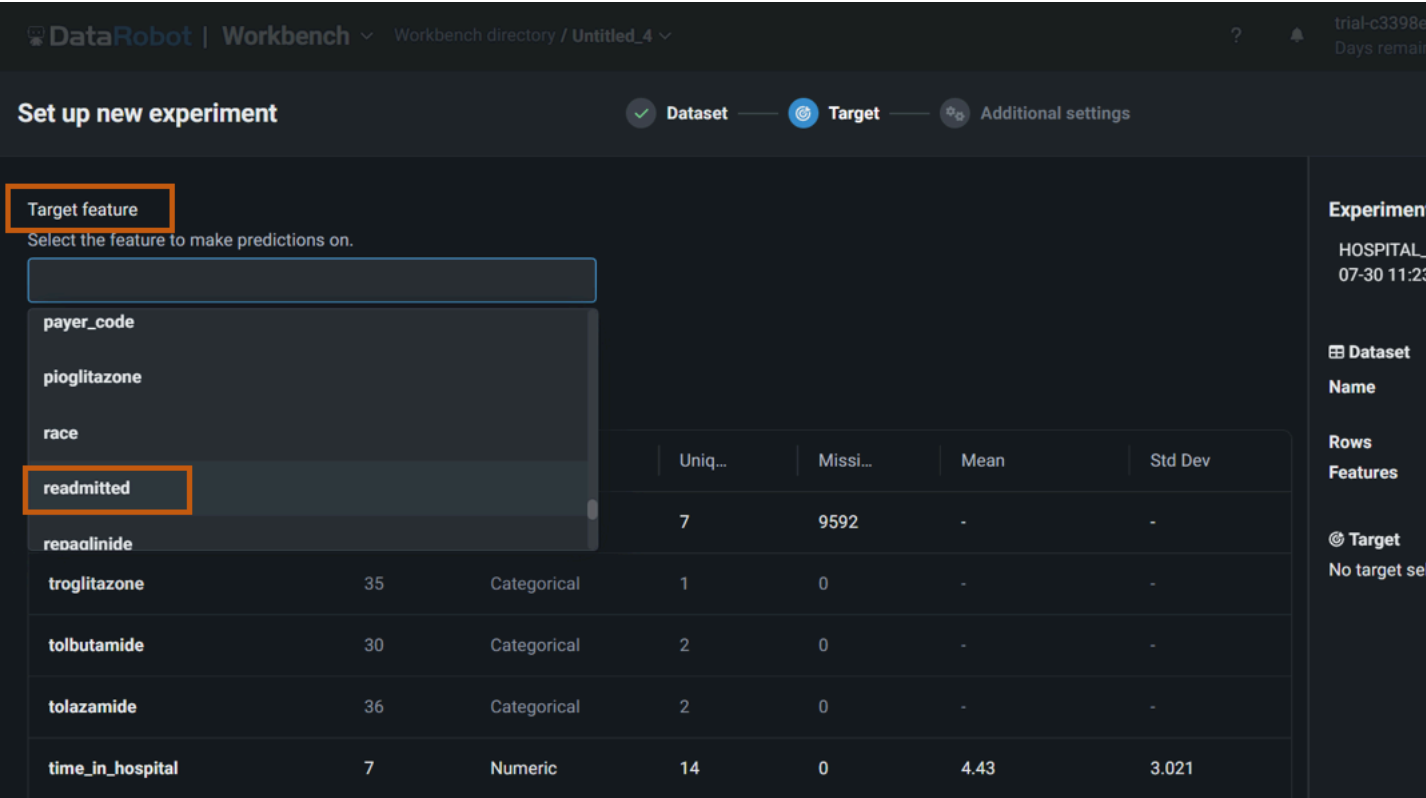 DataRobot | Workbench Workbench directory / Untitled_4 ? trial-c3398e
Days remain
Set up new experiment Dataset Target Additional settings
Target feature
Select the feature to make predictions on.
payer_code
pioglitazone
race
readmitted
repaglinide
Uniq... Missi... Mean Std Dev
7 9592 - -
troglitazone 35 Categorical 1 0 - -
tolbutamide 30 Categorical 2 0 - -
tolazamide 36 Categorical 2 0 - -
time_in_hospital 7 Numeric 14 0 4.43 3.021
Experiment
HOSPITAL_
07-30 11:23
Dataset
Name
Rows
Features
Target
No target sel